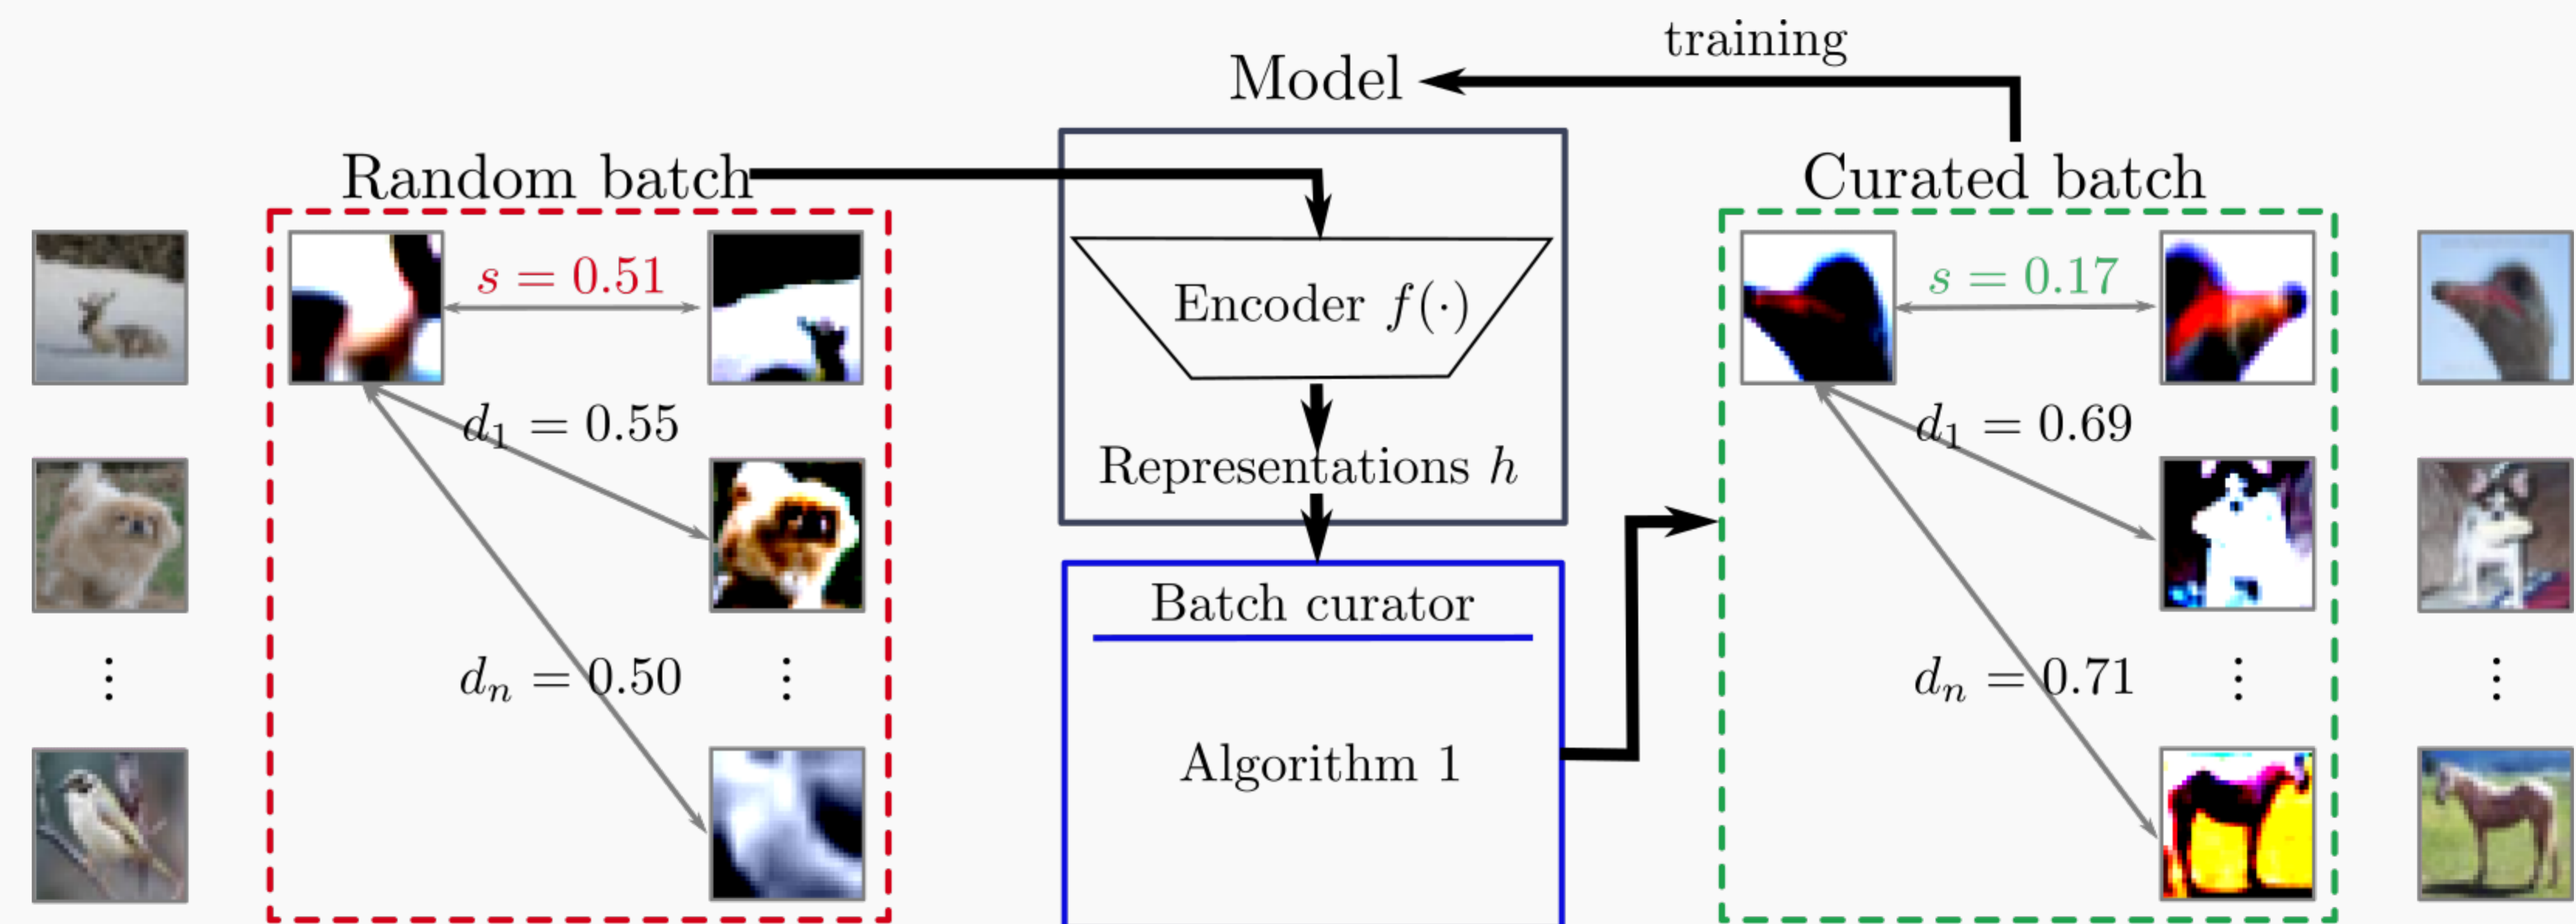 training
Model
Random batch
Curated batch
s = 0.51
Encoder f(·)
s = 0.17
d₁ = 0.55
d₁ = 0.69
Representations h
Batch curator
dₙ = 0.50
dₙ = 0.71
Algorithm 1